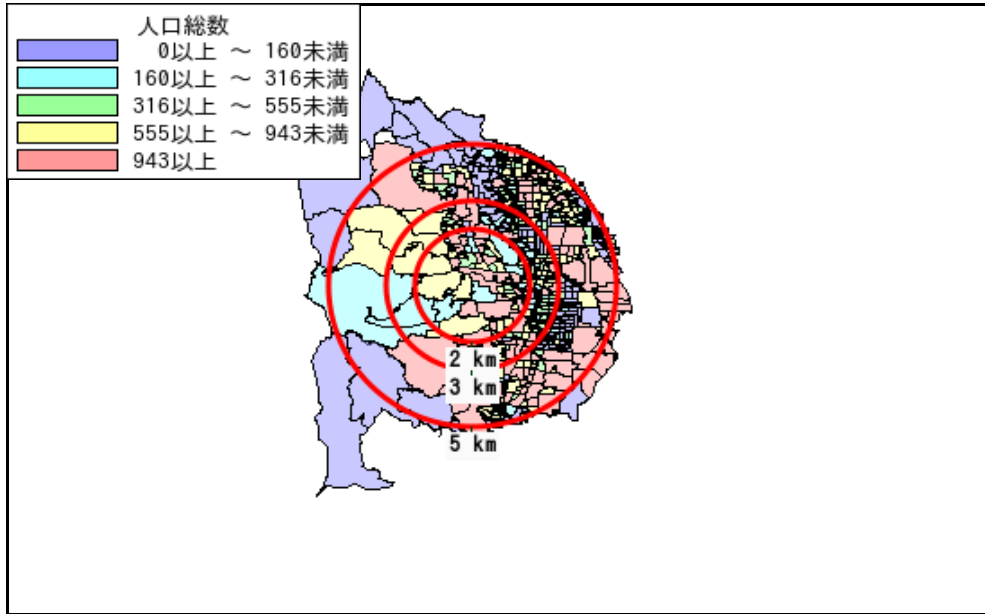 人口総数
0以上 ～ 160未満
160以上 ～ 316未満
316以上 ～ 555未満
555以上 ～ 943未満
943以上
2 km
3 km
5 km